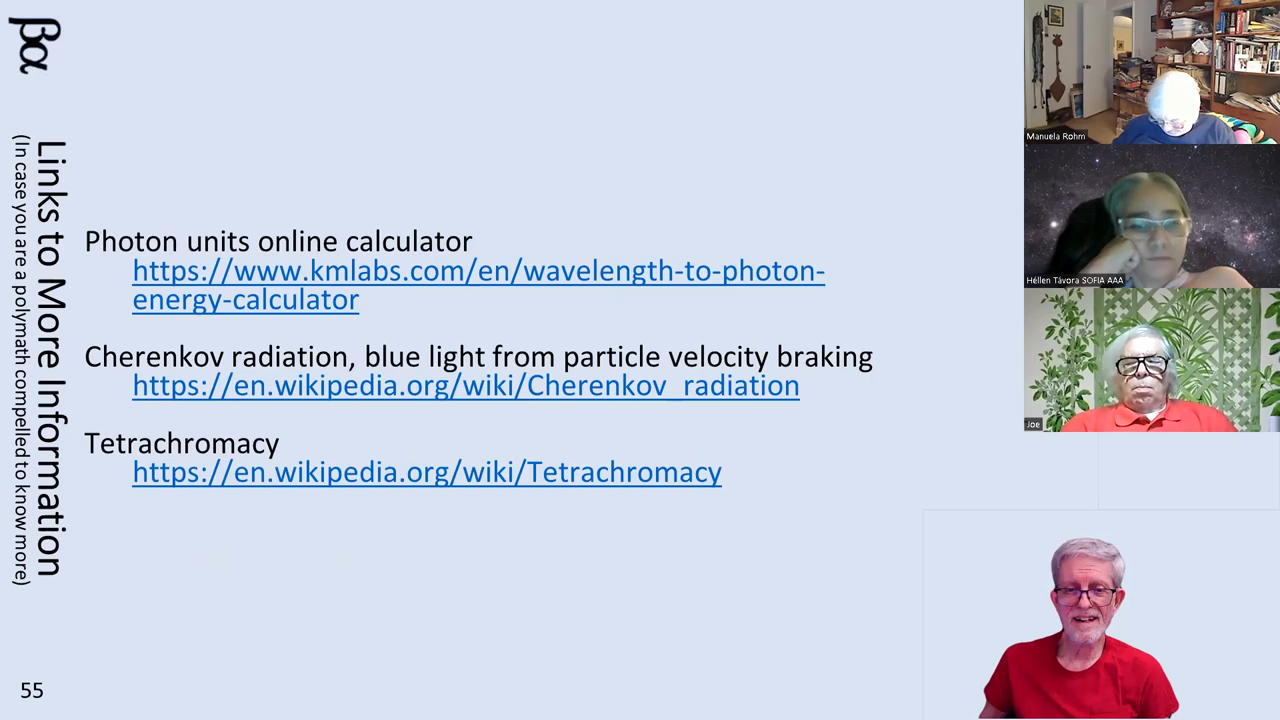 βα
Links to More Information
(In case you are a polymath compelled to know more)
Photon units online calculator
https://www.kmlabs.com/en/wavelength-to-photon-
energy-calculator
Cherenkov radiation, blue light from particle velocity braking
https://en.wikipedia.org/wiki/Cherenkov_radiation
Tetrachromacy
https://en.wikipedia.org/wiki/Tetrachromacy
55
Manuela Rohm
Héllen Távora SOFIA AAA
Joe